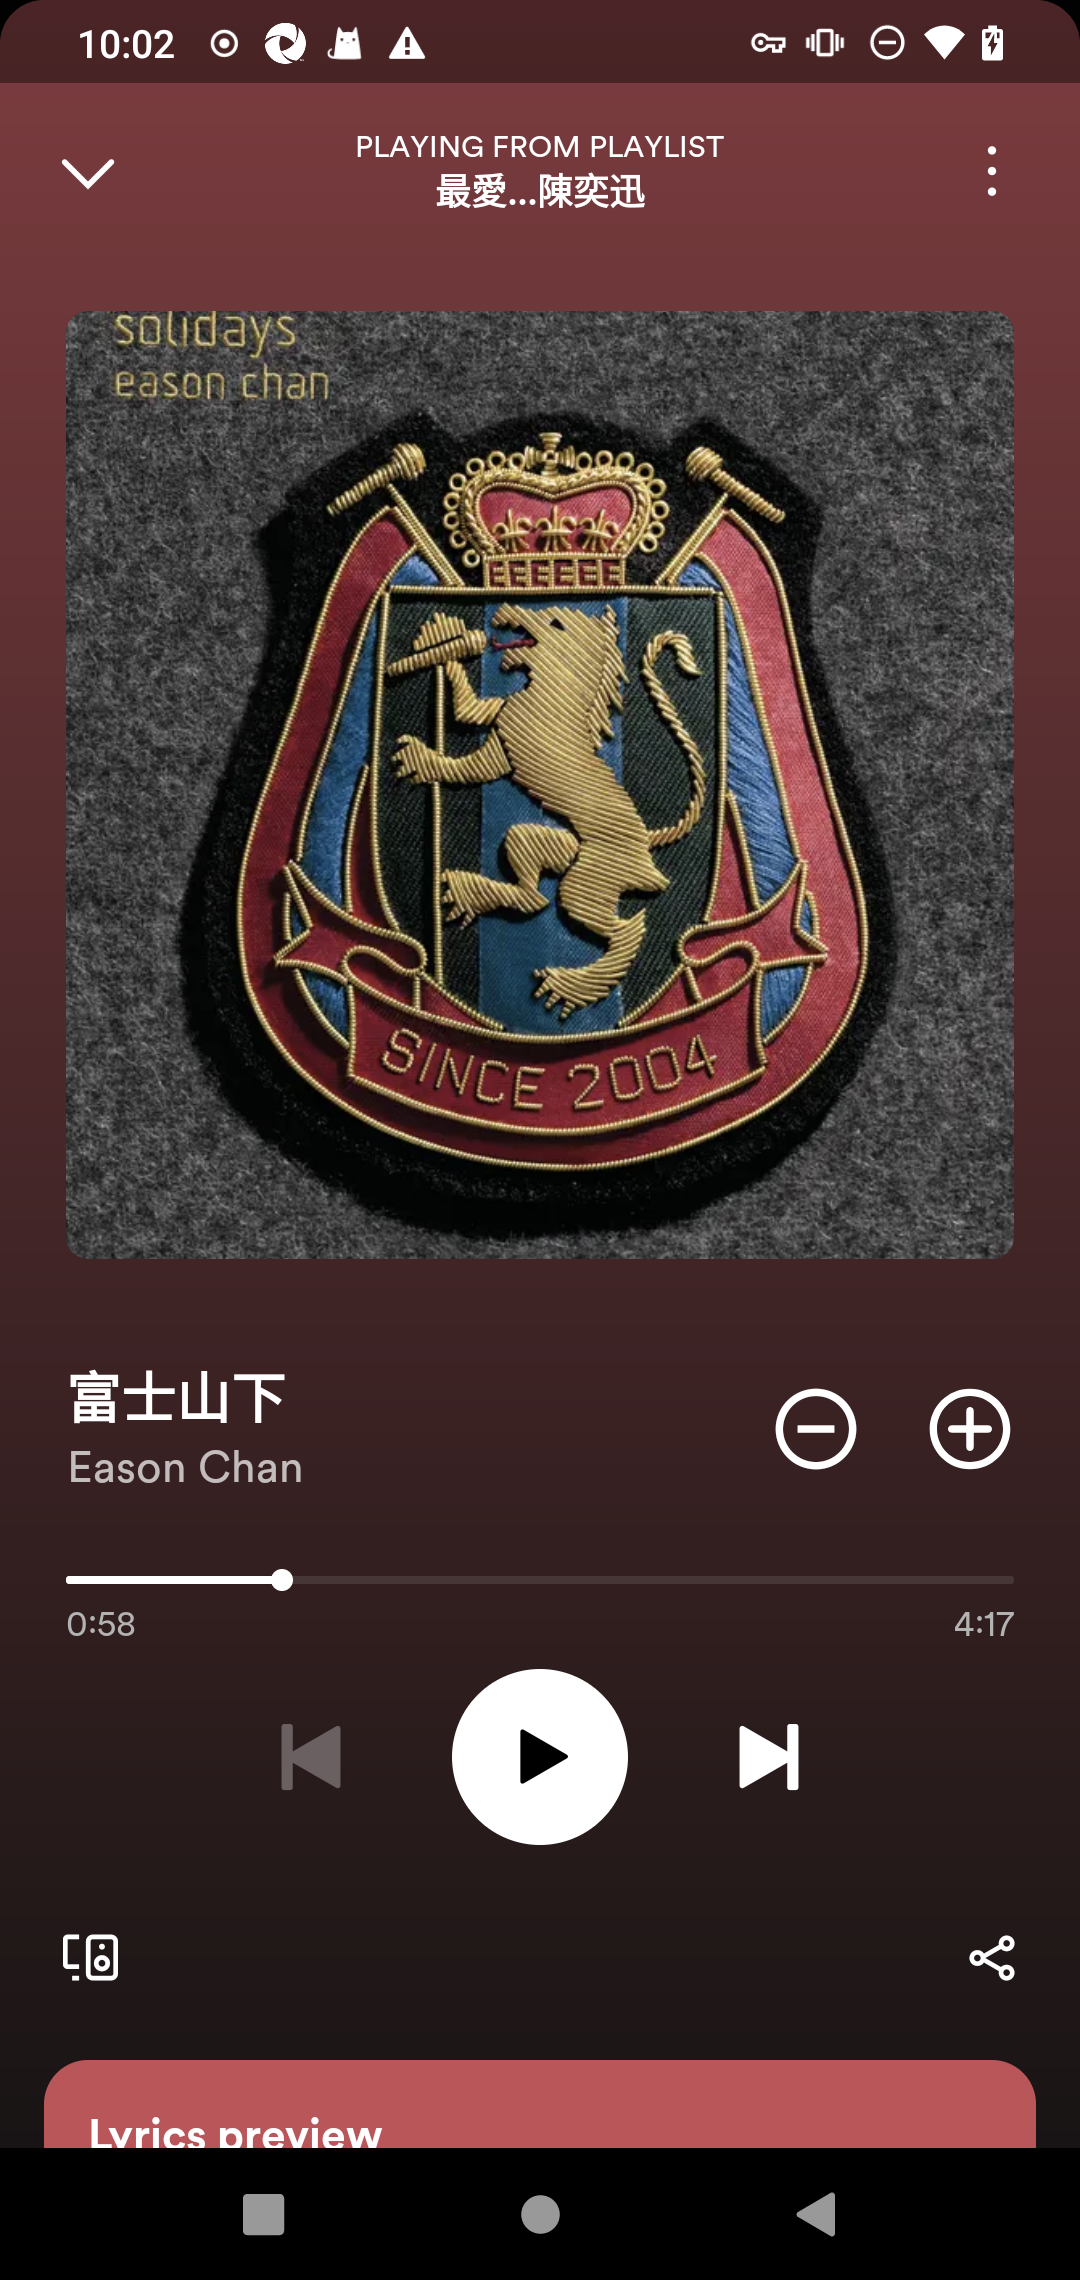 10:02
PLAYING FROM PLAYLIST
最愛...陳奕迅
solidays
eason chan
SINCE 2004
富士山下
Eason Chan
0:58
4:17
Lyrics preview